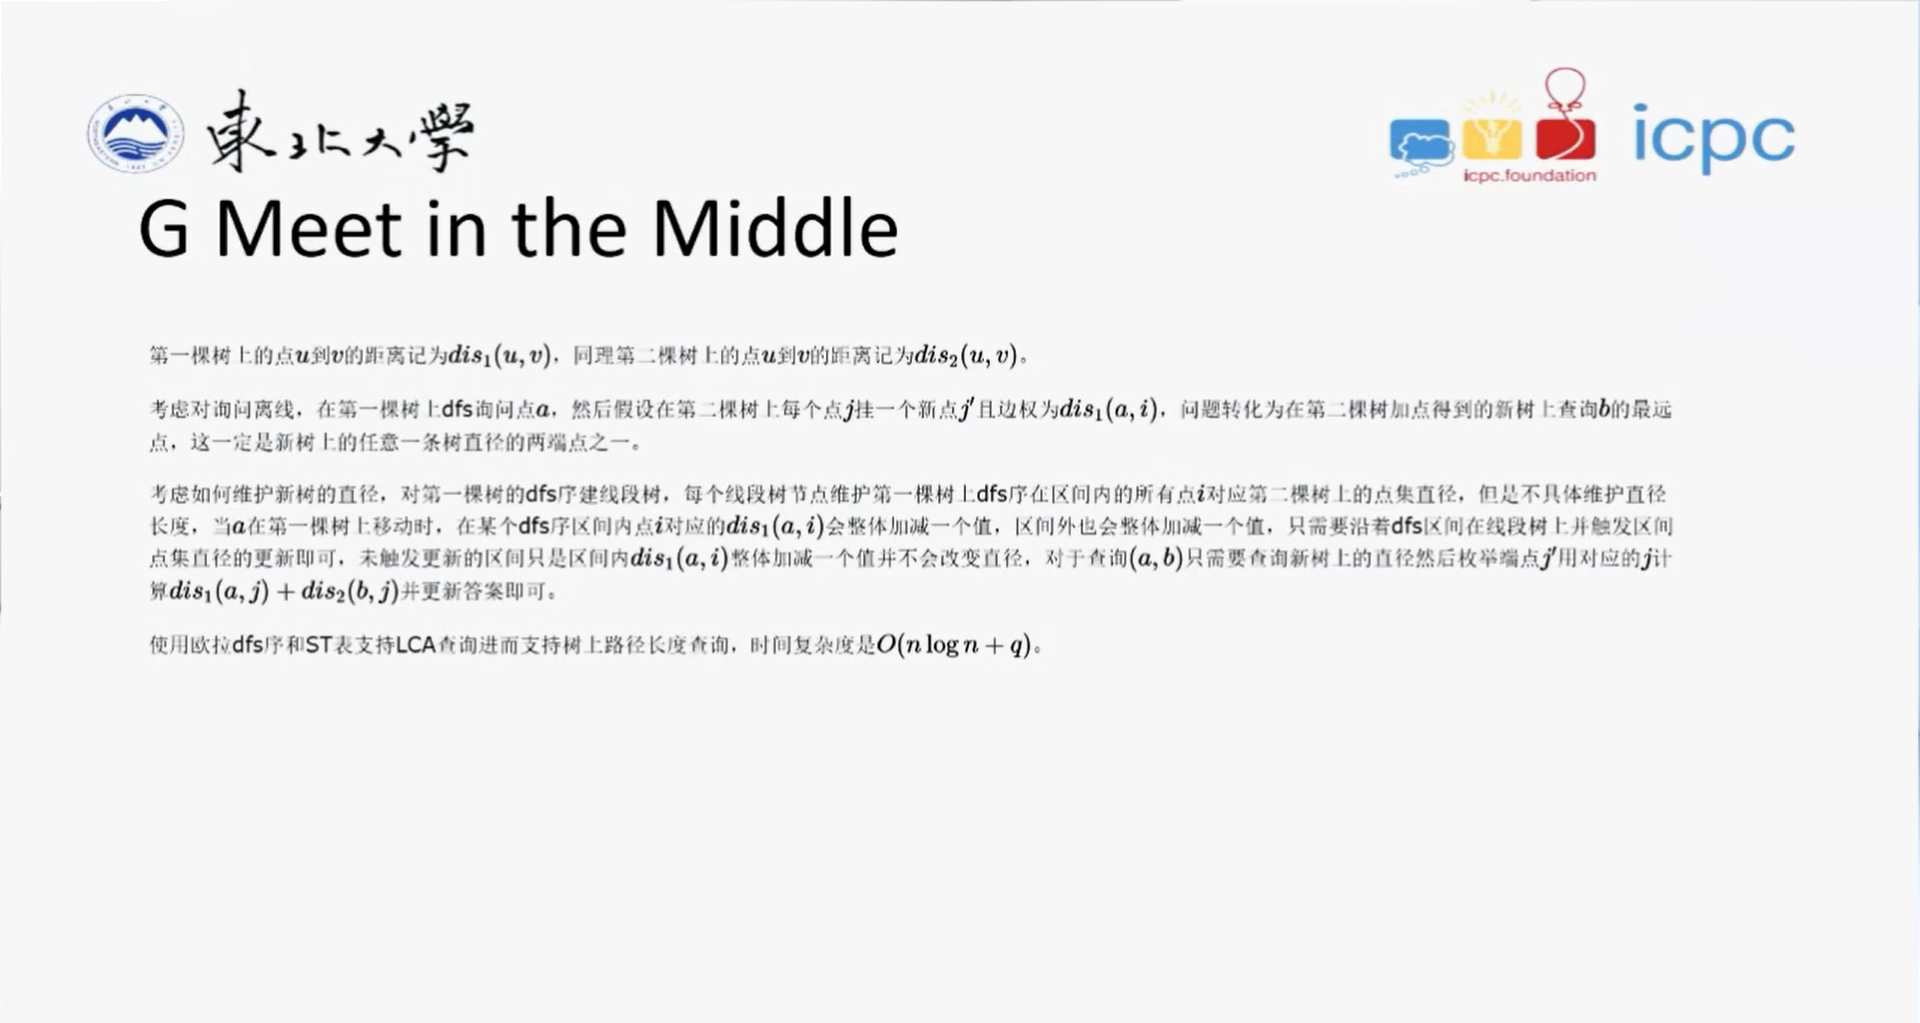 東北大學
icpc.foundation
icpc
G Meet in the Middle
第一棵树上的点u到v的距离记为dis₁(u, v)，同理第二棵树上的点u到v的距离记为dis₂(u, v)。
考虑对询问离线，在第一棵树上dfs询问点a，然后假设在第二棵树上每个点j挂一个新点j′且边权为dis₁(a, i)，问题转化为在第二棵树加点得到的新树上查询b的最远
点，这一定是新树上的任意一条树直径的两端点之一。
考虑如何维护新树的直径，对第一棵树的dfs序建线段树，每个线段树节点维护第一棵树上dfs序在区间内的所有点i对应第二棵树上的点集直径，但是不具体维护直径
长度，当a在第一棵树上移动时，在某个dfs序区间内点i对应的dis₁(a, i)会整体加减一个值，区间外也会整体加减一个值，只需要沿着dfs区间在线段树上并触发区间
点集直径的更新即可，未触发更新的区间只是区间内dis₁(a, i)整体加减一个值并不会改变直径，对于查询(a, b)只需要查询新树上的直径然后枚举端点j′用对应的j计
算dis₁(a, j) + dis₂(b, j)并更新答案即可。
使用欧拉dfs序和ST表支持LCA查询进而支持树上路径长度查询，时间复杂度是O(n log n + q)。